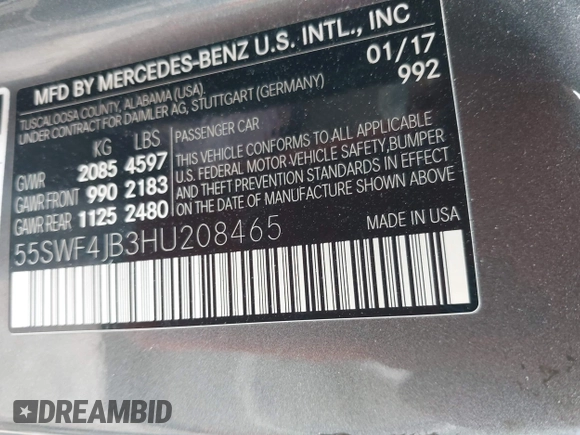 MFD BY MERCEDES-BENZ U.S. INTL., INC
TUSCALOOSA COUNTY, ALABAMA (USA). 01/17
UNDER CONTRACT FOR DAIMLER AG, STUTTGART (GERMANY) 992
KG LBS PASSENGER CAR
GVWR 2085 4597 THIS VEHICLE CONFORMS TO ALL APPLICABLE
GAWR FRONT 990 2183 U.S. FEDERAL MOTOR-VEHICLE SAFETY,BUMPER
GAWR REAR 1125 2480 AND THEFT PREVENTION STANDARDS IN EFFECT
ON THE DATE OF MANUFACTURE SHOWN ABOVE
55SWF4JB3HU208465
DREAMBID